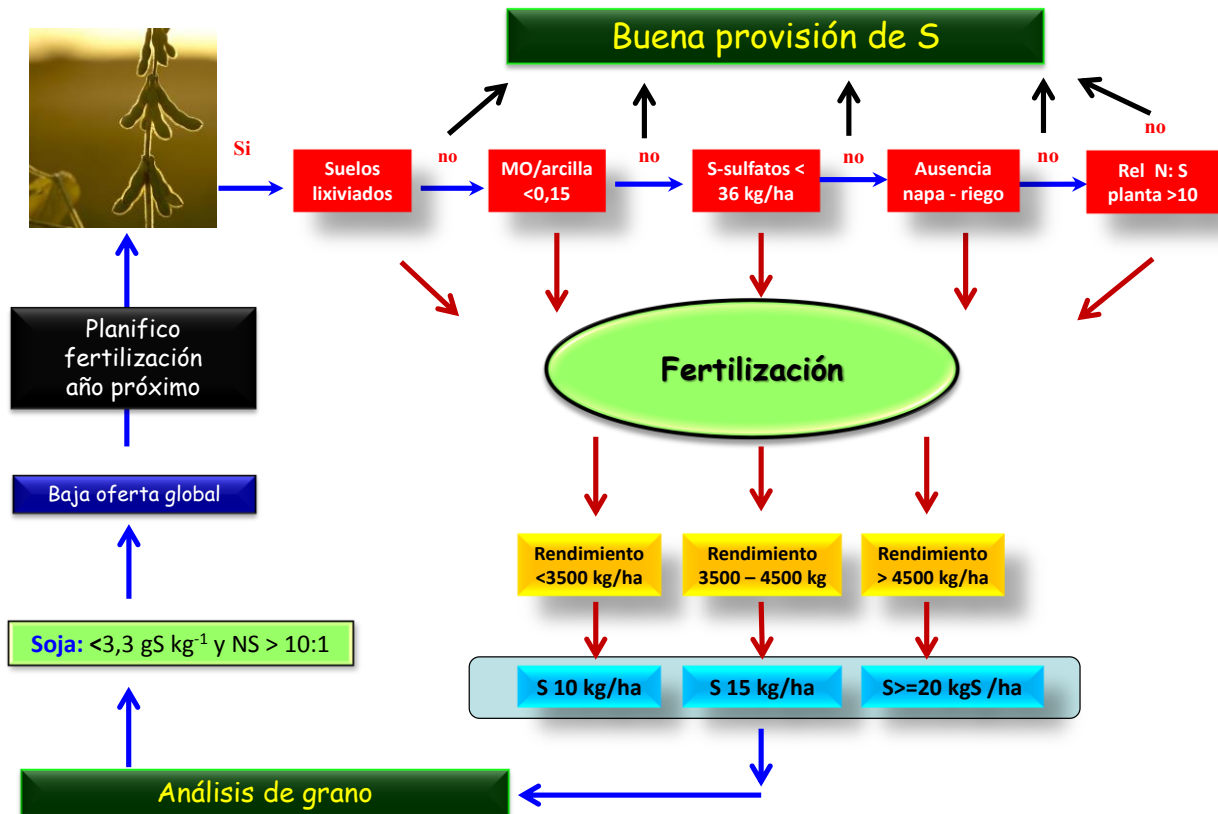 Buena provisión de S
Si
Suelos
lixiviados
no
MO/arcilla
<0,15
no
S-sulfatos <
36 kg/ha
no
Ausencia
napa - riego
no
Rel N: S
planta >10
no
Fertilización
Planifico
fertilización
año próximo
Baja oferta global
Soja: <3,3 gS kg⁻¹ y NS > 10:1
Rendimiento
<3500 kg/ha
Rendimiento
3500 – 4500 kg
Rendimiento
> 4500 kg/ha
S 10 kg/ha
S 15 kg/ha
S>=20 kgS /ha
Análisis de grano